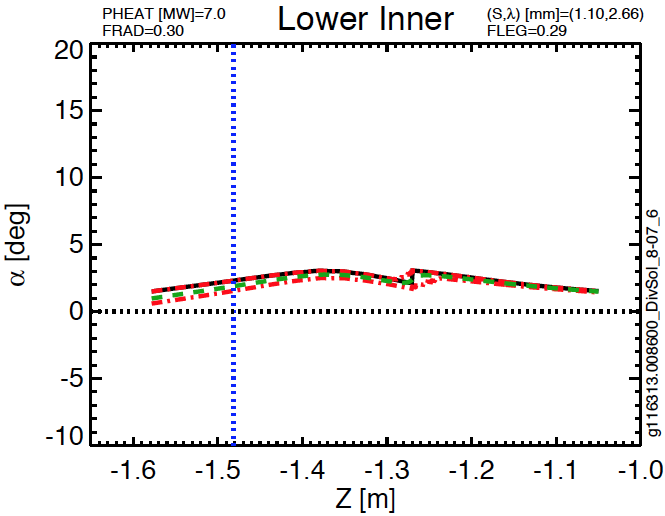 PHEAT [MW]=7.0
FRAD=0.30
Lower Inner
(S,λ) [mm]=(1.10,2.66)
FLEG=0.29
20
15
10
5
0
-5
-10
α [deg]
-1.6 -1.5 -1.4 -1.3 -1.2 -1.1 -1.0
Z [m]
g116313.008600_DivSol_8-07_6